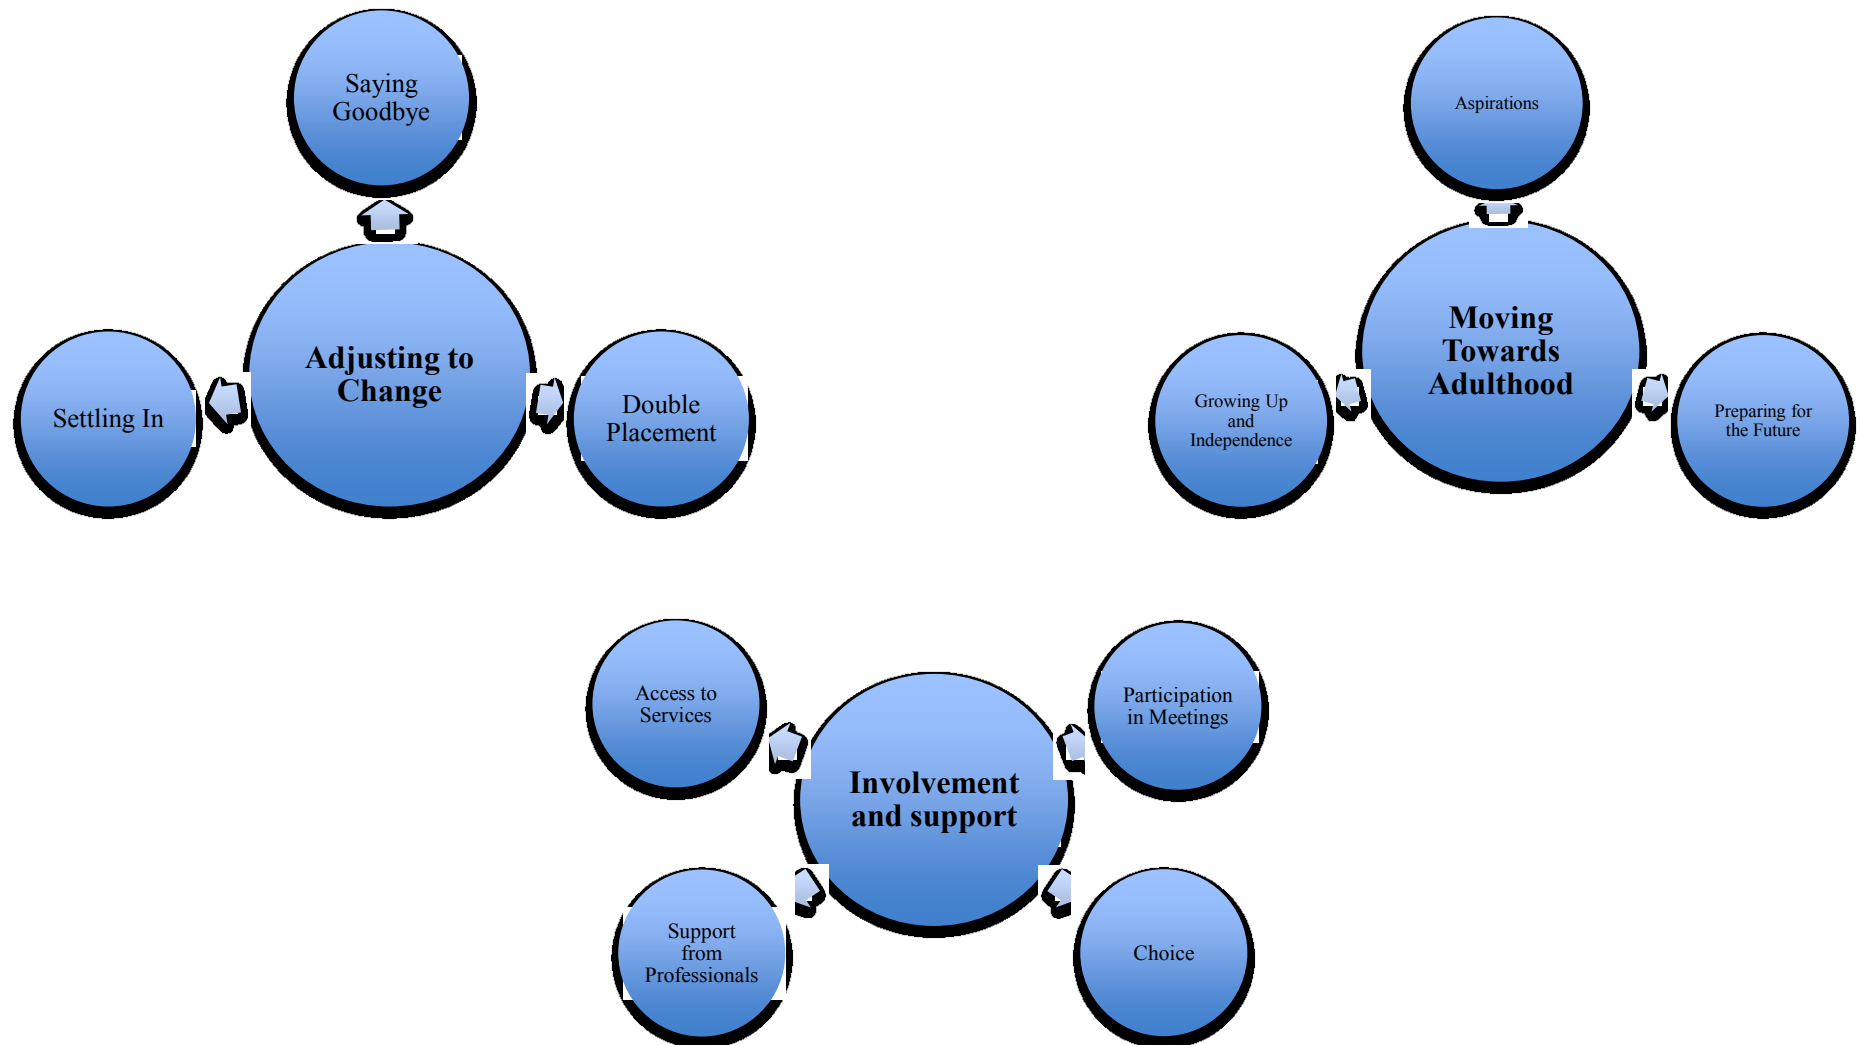 Saying
Goodbye
Adjusting to
Change
Settling In
Double
Placement
Aspirations
Moving
Towards
Adulthood
Growing Up
and
Independence
Preparing for
the Future
Access to
Services
Participation
in Meetings
Involvement
and support
Support
from
Professionals
Choice